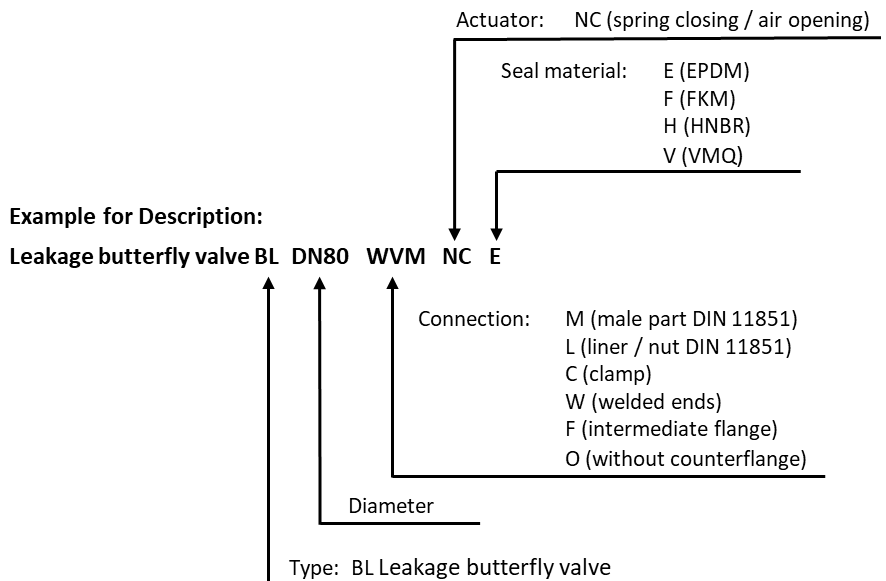 Actuator: NC (spring closing / air opening)
Seal material: E (EPDM)
F (FKM)
H (HNBR)
V (VMQ)
Example for Description:
Leakage butterfly valve BL DN80 WVM NC E
Connection: M (male part DIN 11851)
L (liner / nut DIN 11851)
C (clamp)
W (welded ends)
F (intermediate flange)
O (without counterflange)
Diameter
Type: BL Leakage butterfly valve